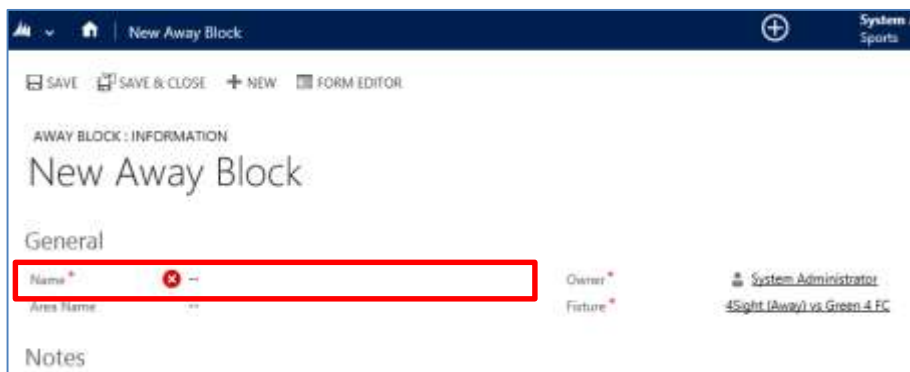 New Away Block
System
Sports
SAVE SAVE & CLOSE NEW FORM EDITOR
AWAY BLOCK : INFORMATION
New Away Block
General
Name * -- Owner * System Administrator
Area Name -- Fixture * 4Sight (Away) vs Green 4 FC
Notes